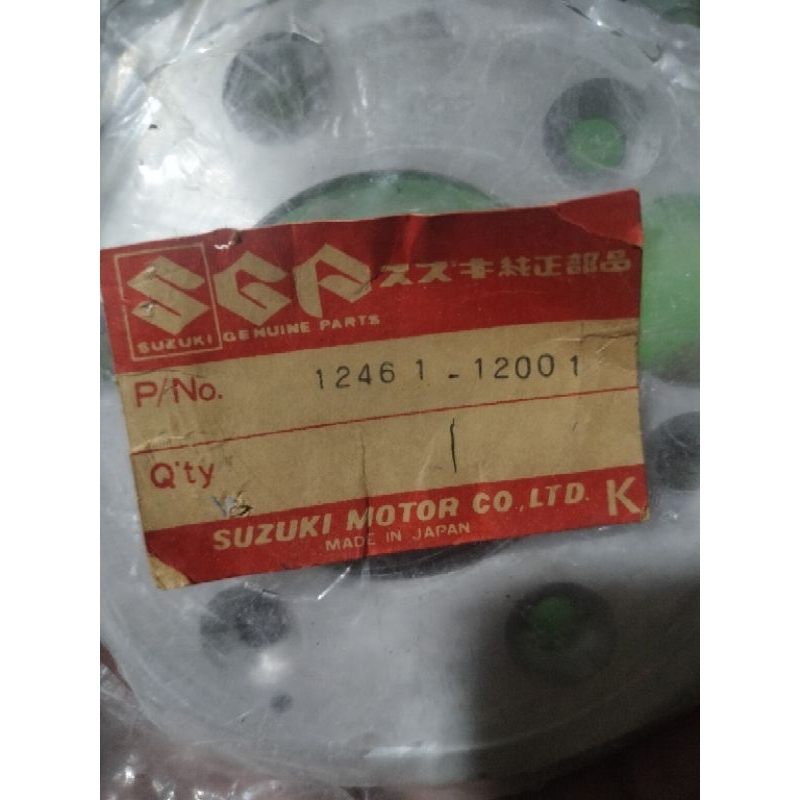 SGP スズキ純正部品
SUZUKI GENUINE PARTS
P/No. 12461-12001
Q'ty 1
SUZUKI MOTOR CO.,LTD. K
MADE IN JAPAN